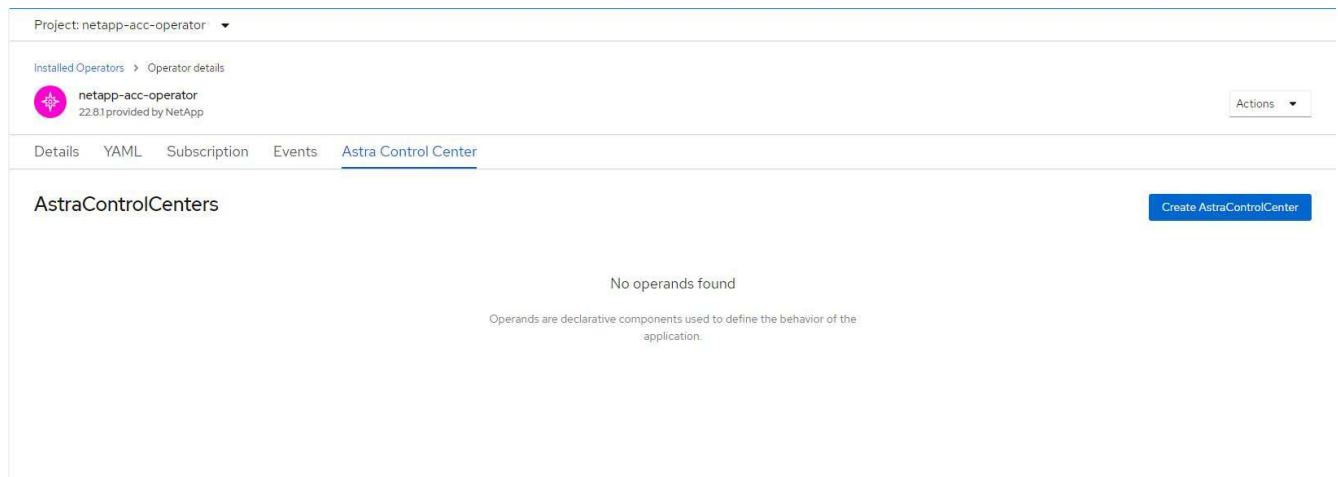 Project: netapp-acc-operator
Installed Operators > Operator details
netapp-acc-operator
22.8.1 provided by NetApp
Actions
Details YAML Subscription Events Astra Control Center
AstraControlCenters
Create AstraControlCenter
No operands found
Operands are declarative components used to define the behavior of the
application.